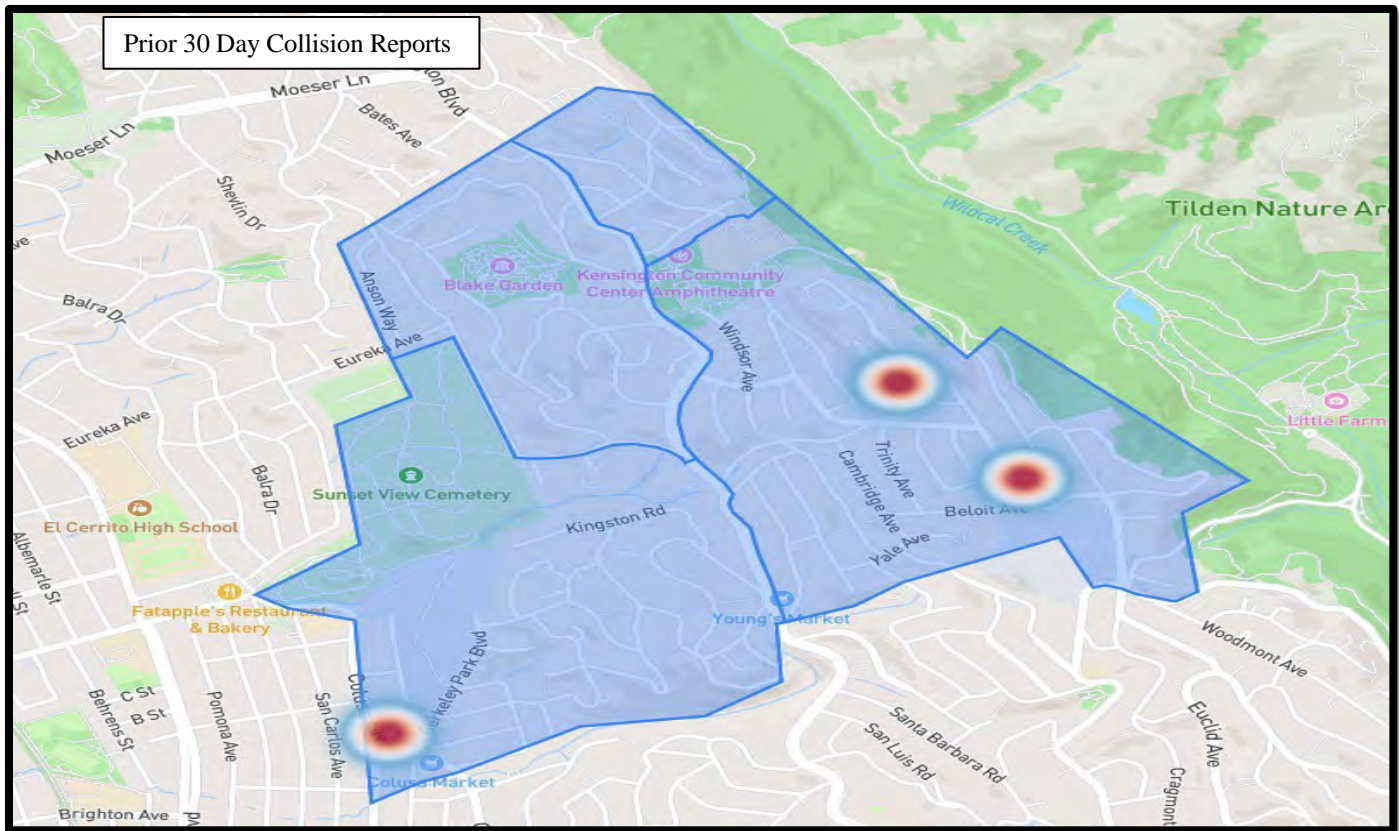 Prior 30 Day Collision Reports
Moeser Ln
Moeser Ln
Bates Ave
Shevlin Dr
Wildcat Creek
Tilden Nature Ar
Blake Garden
Kensington Community
Center Amphitheatre
Anson Way
Balra Dr
Eureka Ave
Windsor Ave
Little Farm
Eureka Ave
Balra Dr
Trinity Ave
Cambridge Ave
Sunset View Cemetery
El Cerrito High School
Kingston Rd
Beloit Ave
Yale Ave
Albemarle St
Fatapple's Restaurant
& Bakery
Young's Market
Woodmont Ave
C St
B St
Behrens St
Pomona Ave
San Carlos Ave
Santa Barbara Rd
San Luis Rd
Euclid Ave
Cragmont
Colusa Market
Brighton Ave